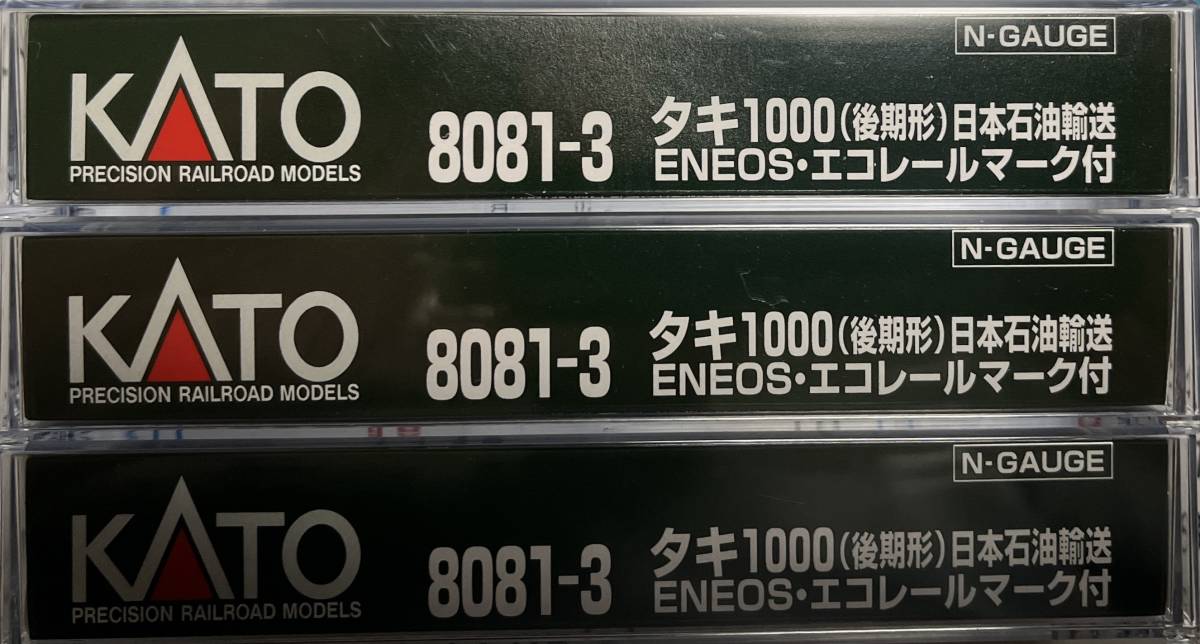 N-GAUGE
KATO
PRECISION RAILROAD MODELS
8081-3
タキ1000(後期形)日本石油輸送
ENEOS・エコレールマーク付
N-GAUGE
KATO
PRECISION RAILROAD MODELS
8081-3
タキ1000(後期形)日本石油輸送
ENEOS・エコレールマーク付
N-GAUGE
KATO
PRECISION RAILROAD MODELS
8081-3
タキ1000(後期形)日本石油輸送
ENEOS・エコレールマーク付